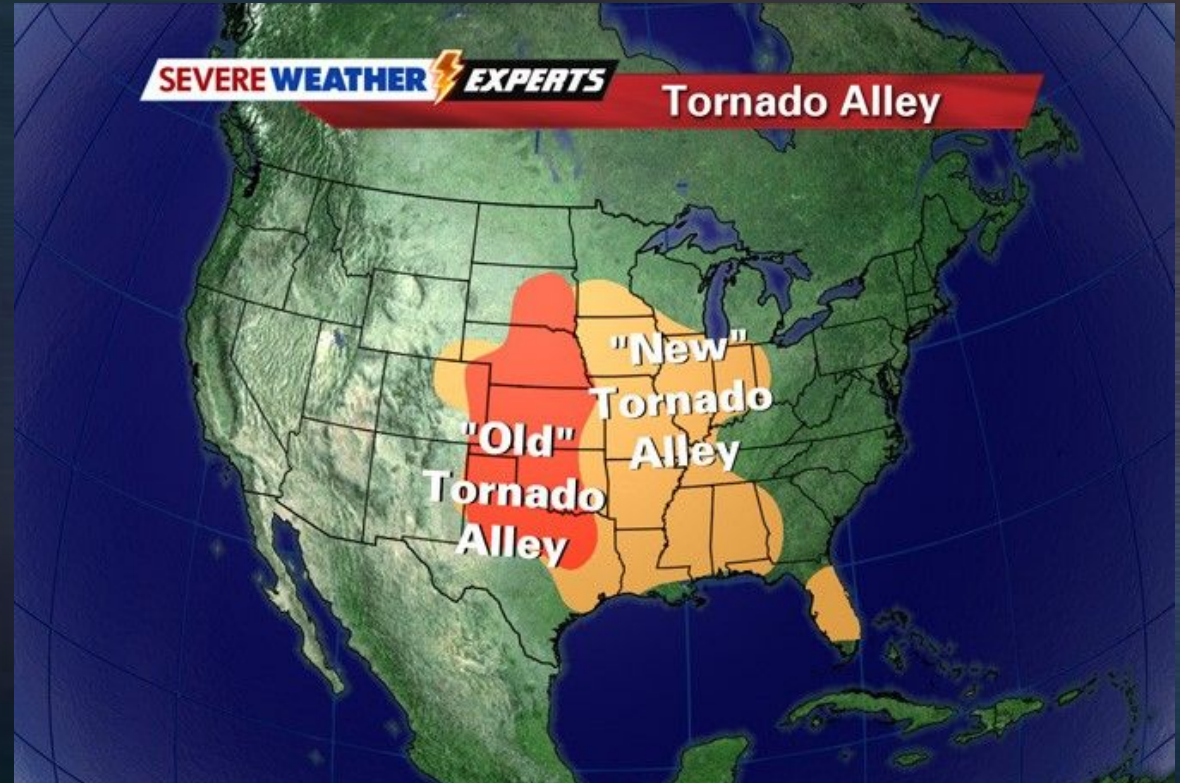 SEVERE WEATHER EXPERTS
Tornado Alley
"New"
Tornado
Alley
"Old"
Tornado
Alley